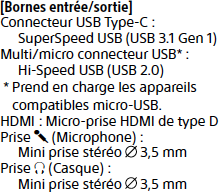 [Bornes entrée/sortie]
Connecteur USB Type-C :
SuperSpeed USB (USB 3.1 Gen 1)
Multi/micro connecteur USB* :
Hi-Speed USB (USB 2.0)
* Prend en charge les appareils
compatibles micro-USB.
HDMI : Micro-prise HDMI de type D
Prise (Microphone) :
Mini prise stéréo ∅ 3,5 mm
Prise (Casque) :
Mini prise stéréo ∅ 3,5 mm